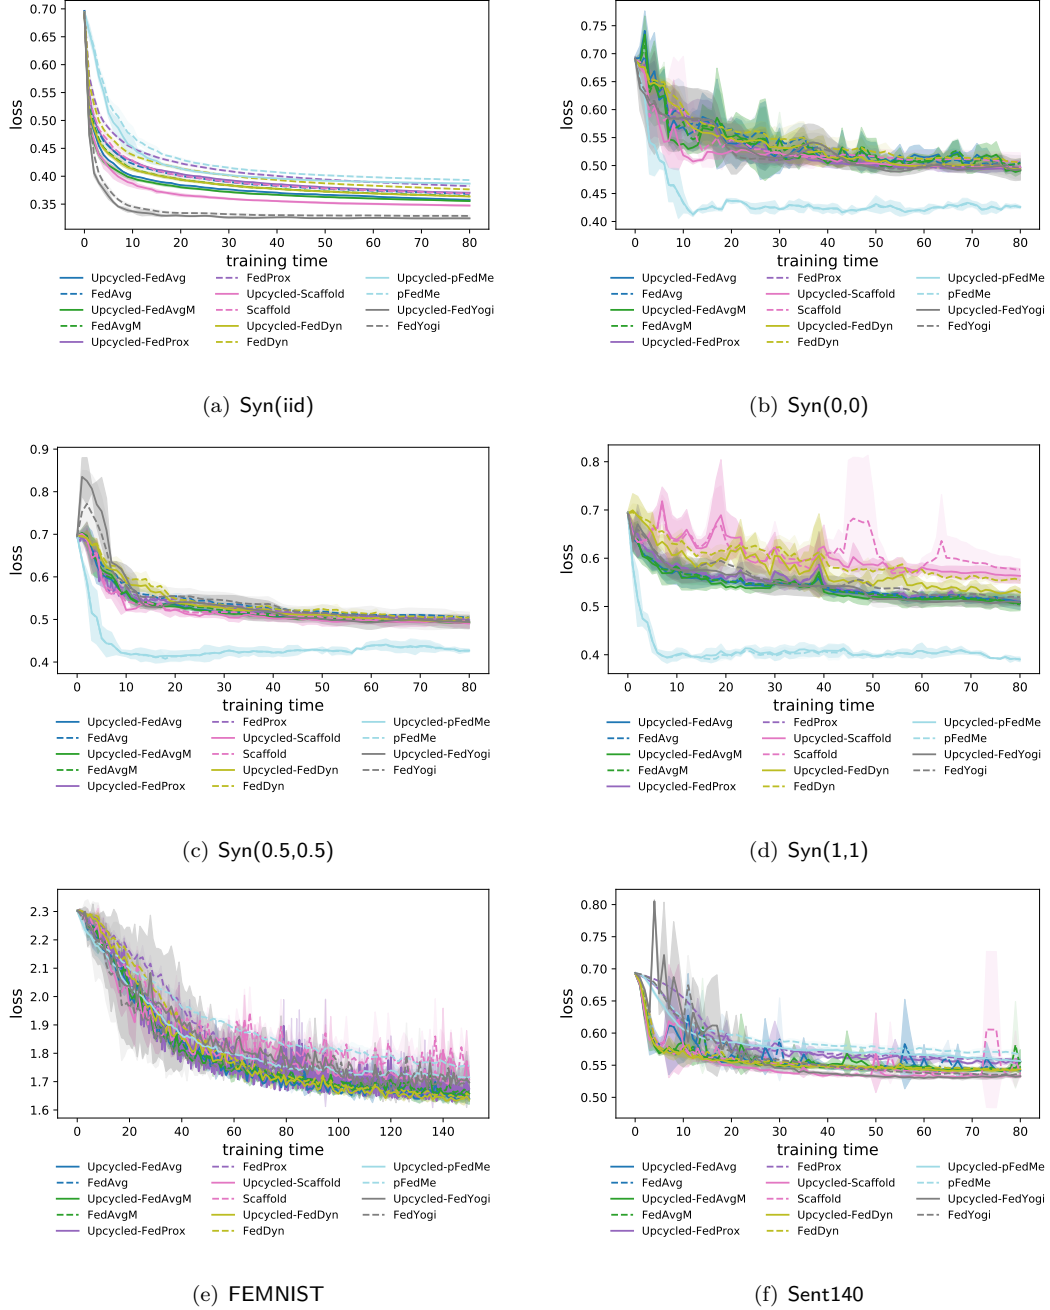 0.70
0.65
0.60
0.55
0.50
0.45
0.40
0.35
loss
0 10 20 30 40 50 60 70 80
training time
Upcycled-FedAvg FedProx Upcycled-pFedMe
FedAvg Upcycled-Scaffold pFedMe
Upcycled-FedAvgM Scaffold Upcycled-FedYogi
FedAvgM Upcycled-FedDyn FedYogi
Upcycled-FedProx FedDyn
(a) Syn(iid)
0.75
0.70
0.65
0.60
0.55
0.50
0.45
0.40
loss
0 10 20 30 40 50 60 70 80
training time
Upcycled-FedAvg FedProx Upcycled-pFedMe
FedAvg Upcycled-Scaffold pFedMe
Upcycled-FedAvgM Scaffold Upcycled-FedYogi
FedAvgM Upcycled-FedDyn FedYogi
Upcycled-FedProx FedDyn
(b) Syn(0,0)
0.9
0.8
0.7
0.6
0.5
0.4
loss
0 10 20 30 40 50 60 70 80
training time
Upcycled-FedAvg FedProx Upcycled-pFedMe
FedAvg Upcycled-Scaffold pFedMe
Upcycled-FedAvgM Scaffold Upcycled-FedYogi
FedAvgM Upcycled-FedDyn FedYogi
Upcycled-FedProx FedDyn
(c) Syn(0.5,0.5)
0.8
0.7
0.6
0.5
0.4
loss
0 10 20 30 40 50 60 70 80
training time
Upcycled-FedAvg FedProx Upcycled-pFedMe
FedAvg Upcycled-Scaffold pFedMe
Upcycled-FedAvgM Scaffold Upcycled-FedYogi
FedAvgM Upcycled-FedDyn FedYogi
Upcycled-FedProx FedDyn
(d) Syn(1,1)
2.3
2.2
2.1
2.0
1.9
1.8
1.7
1.6
loss
0 20 40 60 80 100 120 140
training time
Upcycled-FedAvg FedProx Upcycled-pFedMe
FedAvg Upcycled-Scaffold pFedMe
Upcycled-FedAvgM Scaffold Upcycled-FedYogi
FedAvgM Upcycled-FedDyn FedYogi
Upcycled-FedProx FedDyn
(e) FEMNIST
0.80
0.75
0.70
0.65
0.60
0.55
0.50
loss
0 10 20 30 40 50 60 70 80
training time
Upcycled-FedAvg FedProx Upcycled-pFedMe
FedAvg Upcycled-Scaffold pFedMe
Upcycled-FedAvgM Scaffold Upcycled-FedYogi
FedAvgM Upcycled-FedDyn FedYogi
Upcycled-FedProx FedDyn
(f) Sent140